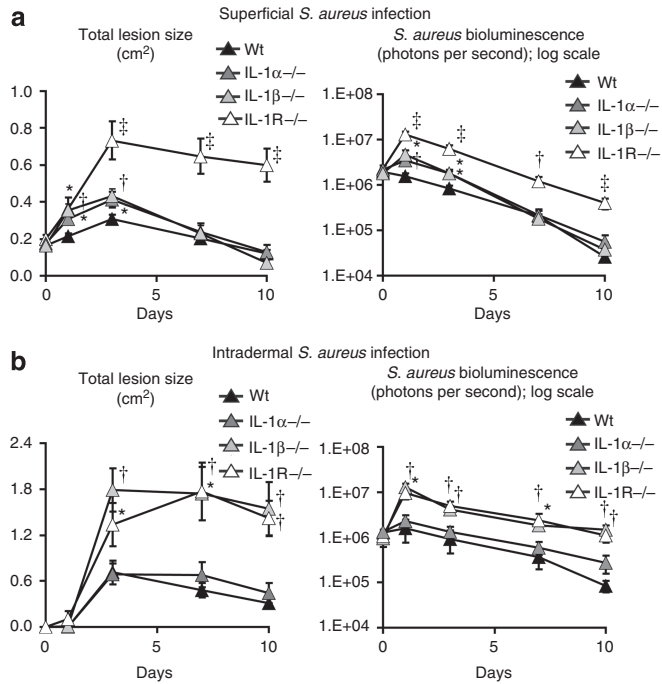 a
Superficial S. aureus infection
Total lesion size
(cm²)
Wt
IL-1α–/–
IL-1β–/–
IL-1R–/–
1.0
0.8
0.6
0.4
0.2
0.0
‡
‡
‡
*
†
*
†
*
0
5
10
Days
S. aureus bioluminescence
(photons per second); log scale
Wt
IL-1α–/–
IL-1β–/–
IL-1R–/–
1.E+08
1.E+07
1.E+06
1.E+05
1.E+04
‡
*
†
‡
*
*
†
‡
0
5
10
Days
b
Intradermal S. aureus infection
Total lesion size
(cm²)
Wt
IL-1α–/–
IL-1β–/–
IL-1R–/–
2.4
1.8
1.2
0.6
0.0
†
*
†
*
†
†
0
5
10
Days
S. aureus bioluminescence
(photons per second); log scale
Wt
IL-1α–/–
IL-1β–/–
IL-1R–/–
1.E+08
1.E+07
1.E+06
1.E+05
1.E+04
†
*
†
†
†
*
†
†
0
5
10
Days